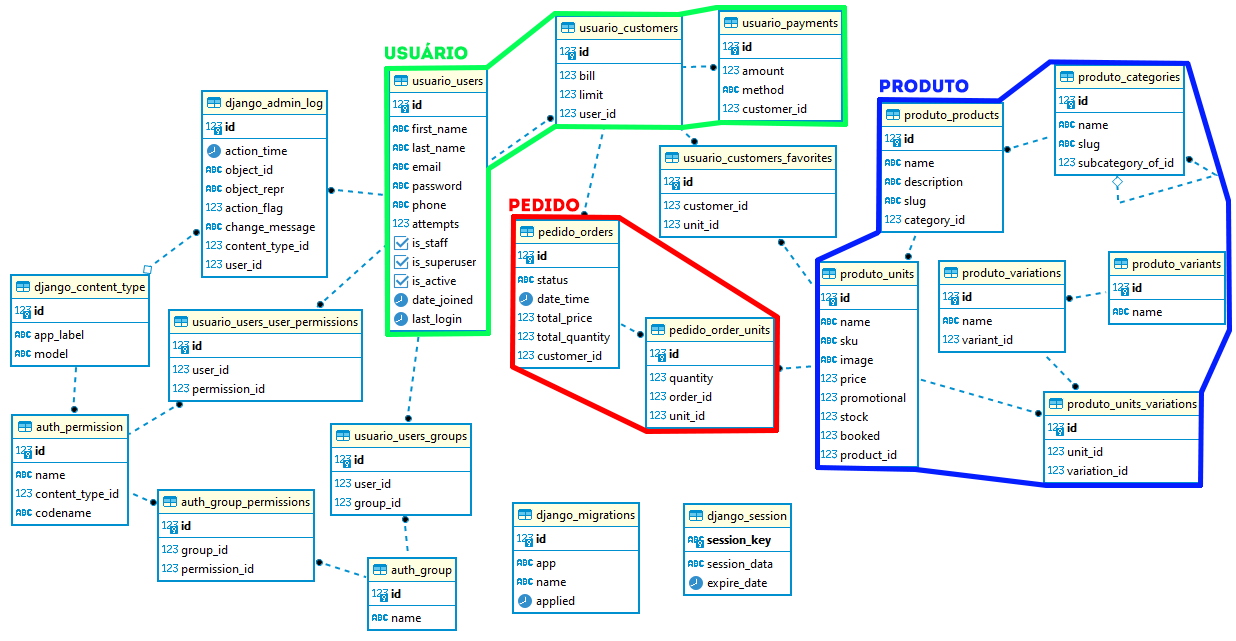 USUÁRIO
usuario_users
123 id
ABC first_name
ABC last_name
ABC email
ABC password
ABC phone
123 attempts
is_staff
is_superuser
is_active
date_joined
last_login
usuario_customers
123 id
123 bill
123 limit
123 user_id
usuario_payments
123 id
123 amount
ABC method
123 customer_id
usuario_customers_favorites
123 id
123 customer_id
123 unit_id
PRODUTO
produto_categories
123 id
ABC name
ABC slug
123 subcategory_of_id
produto_products
123 id
ABC name
ABC description
ABC slug
123 category_id
produto_units
123 id
ABC name
ABC sku
ABC image
123 price
123 promotional
123 stock
123 booked
123 product_id
produto_variations
123 id
ABC name
123 variant_id
produto_variants
123 id
ABC name
produto_units_variations
123 id
123 unit_id
123 variation_id
PEDIDO
pedido_orders
123 id
ABC status
date_time
123 total_price
123 total_quantity
123 customer_id
pedido_order_units
123 id
123 quantity
123 order_id
123 unit_id
django_admin_log
123 id
action_time
ABC object_id
ABC object_repr
123 action_flag
ABC change_message
123 content_type_id
123 user_id
django_content_type
123 id
ABC app_label
ABC model
usuario_users_user_permissions
123 id
123 user_id
123 permission_id
auth_permission
123 id
ABC name
123 content_type_id
ABC codename
usuario_users_groups
123 id
123 user_id
123 group_id
auth_group_permissions
123 id
123 group_id
123 permission_id
auth_group
123 id
ABC name
django_migrations
123 id
ABC app
ABC name
applied
django_session
ABC session_key
ABC session_data
expire_date